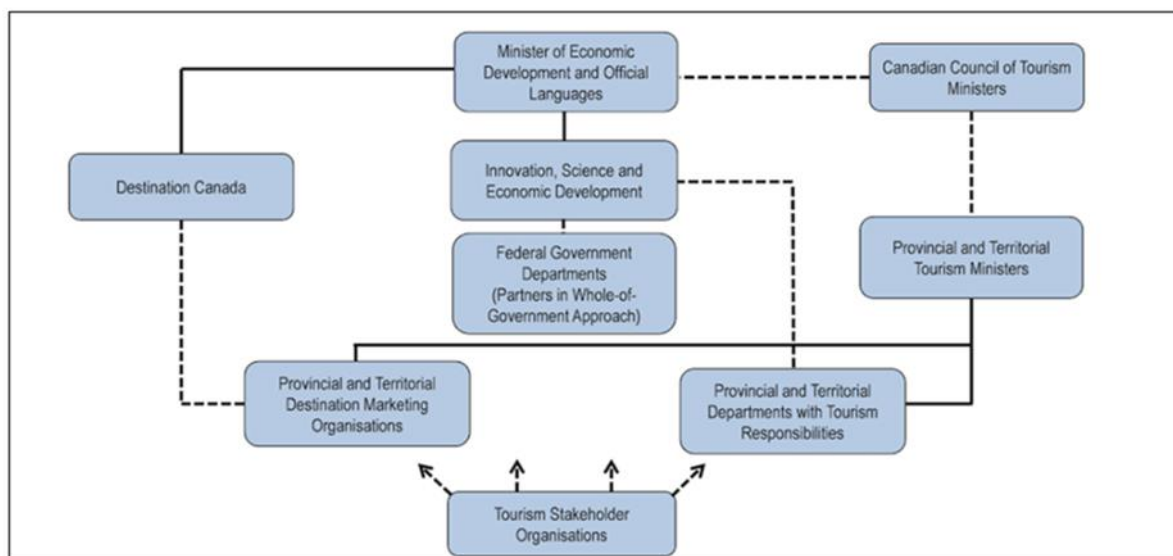 Minister of Economic
Development and Official
Languages
Canadian Council of Tourism
Ministers
Destination Canada
Innovation, Science and
Economic Development
Federal Government
Departments
(Partners in Whole-of-
Government Approach)
Provincial and Territorial
Tourism Ministers
Provincial and Territorial
Destination Marketing
Organisations
Provincial and Territorial
Departments with Tourism
Responsibilities
Tourism Stakeholder
Organisations